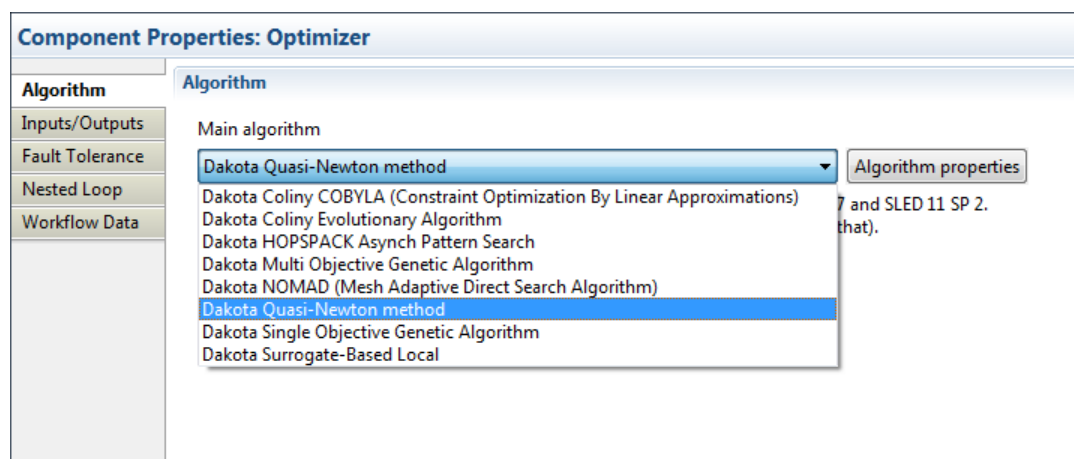 Component Properties: Optimizer
Algorithm
Inputs/Outputs
Fault Tolerance
Nested Loop
Workflow Data
Algorithm
Main algorithm
Dakota Quasi-Newton method
Algorithm properties
Dakota Coliny COBYLA (Constraint Optimization By Linear Approximations)
Dakota Coliny Evolutionary Algorithm
Dakota HOPSPACK Asynch Pattern Search
Dakota Multi Objective Genetic Algorithm
Dakota NOMAD (Mesh Adaptive Direct Search Algorithm)
Dakota Quasi-Newton method
Dakota Single Objective Genetic Algorithm
Dakota Surrogate-Based Local
7 and SLED 11 SP 2.
that).